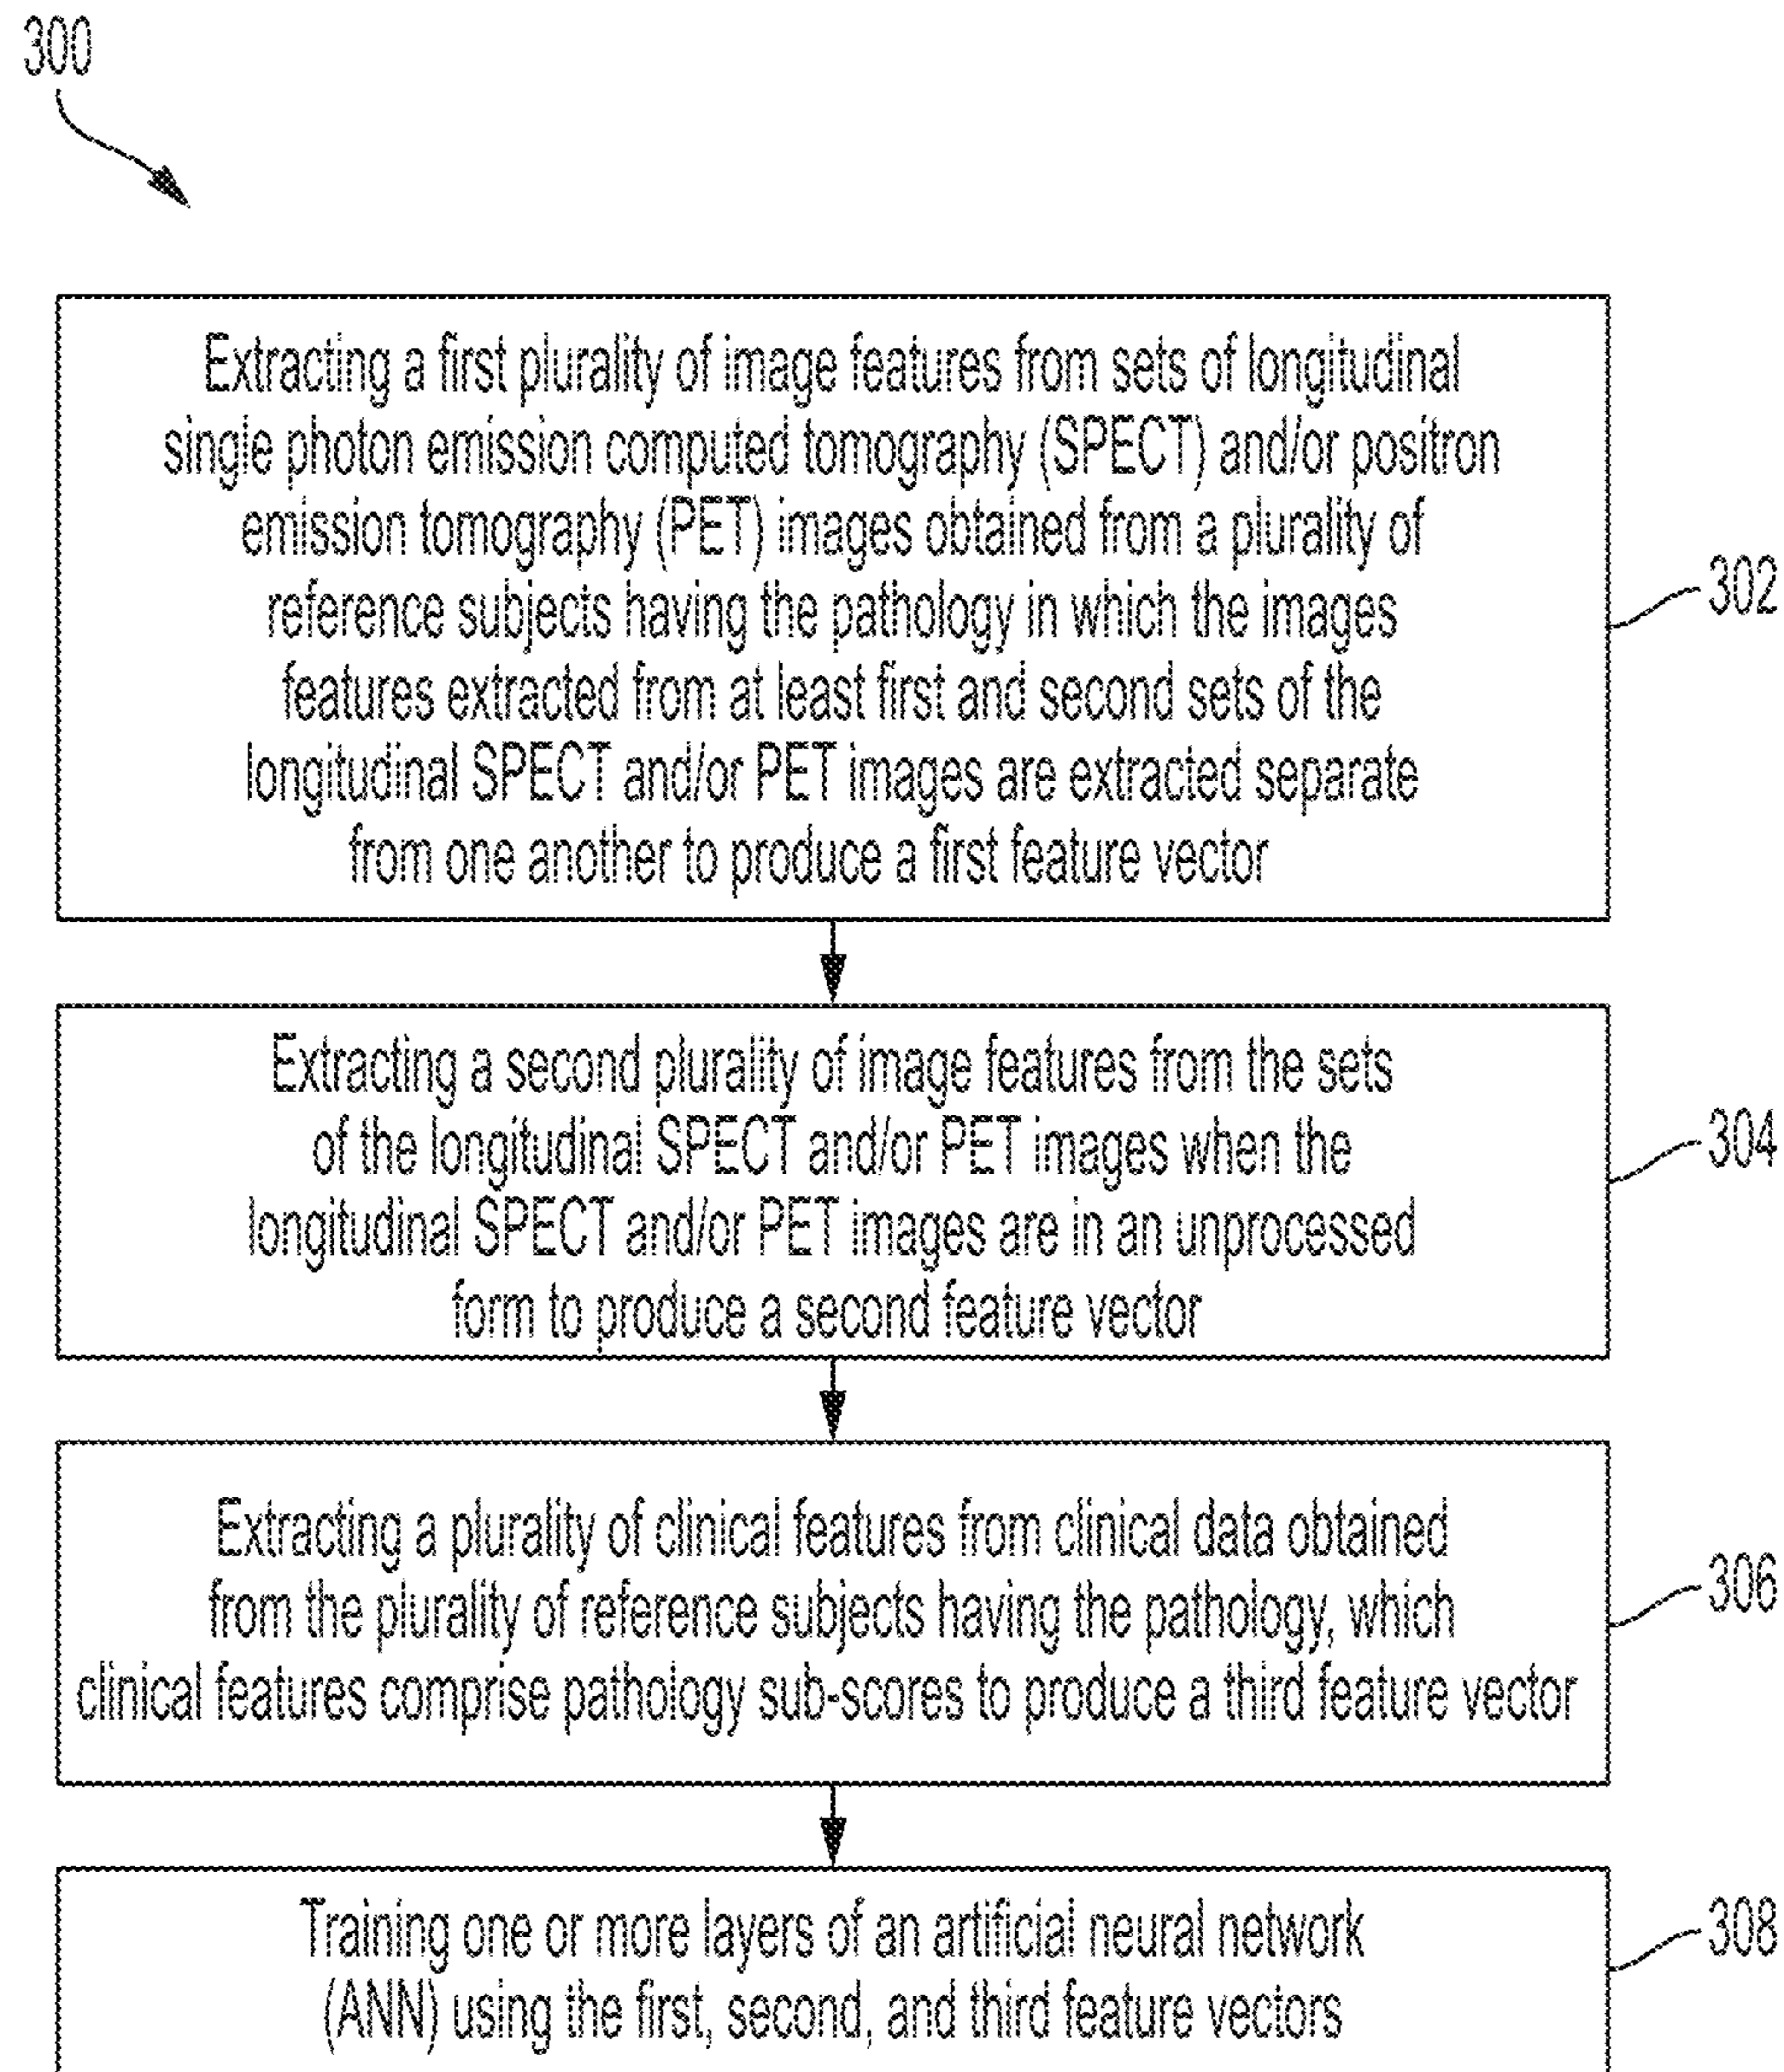 300
Extracting a first plurality of image features from sets of longitudinal
single photon emission computed tomography (SPECT) and/or positron
emission tomography (PET) images obtained from a plurality of
reference subjects having the pathology in which the images
features extracted from at least first and second sets of the
longitudinal SPECT and/or PET images are extracted separate
from one another to produce a first feature vector
302
Extracting a second plurality of image features from the sets
of the longitudinal SPECT and/or PET images when the
longitudinal SPECT and/or PET images are in an unprocessed
form to produce a second feature vector
304
Extracting a plurality of clinical features from clinical data obtained
from the plurality of reference subjects having the pathology, which
clinical features comprise pathology sub-scores to produce a third feature vector
306
Training one or more layers of an artificial neural network
(ANN) using the first, second, and third feature vectors
308